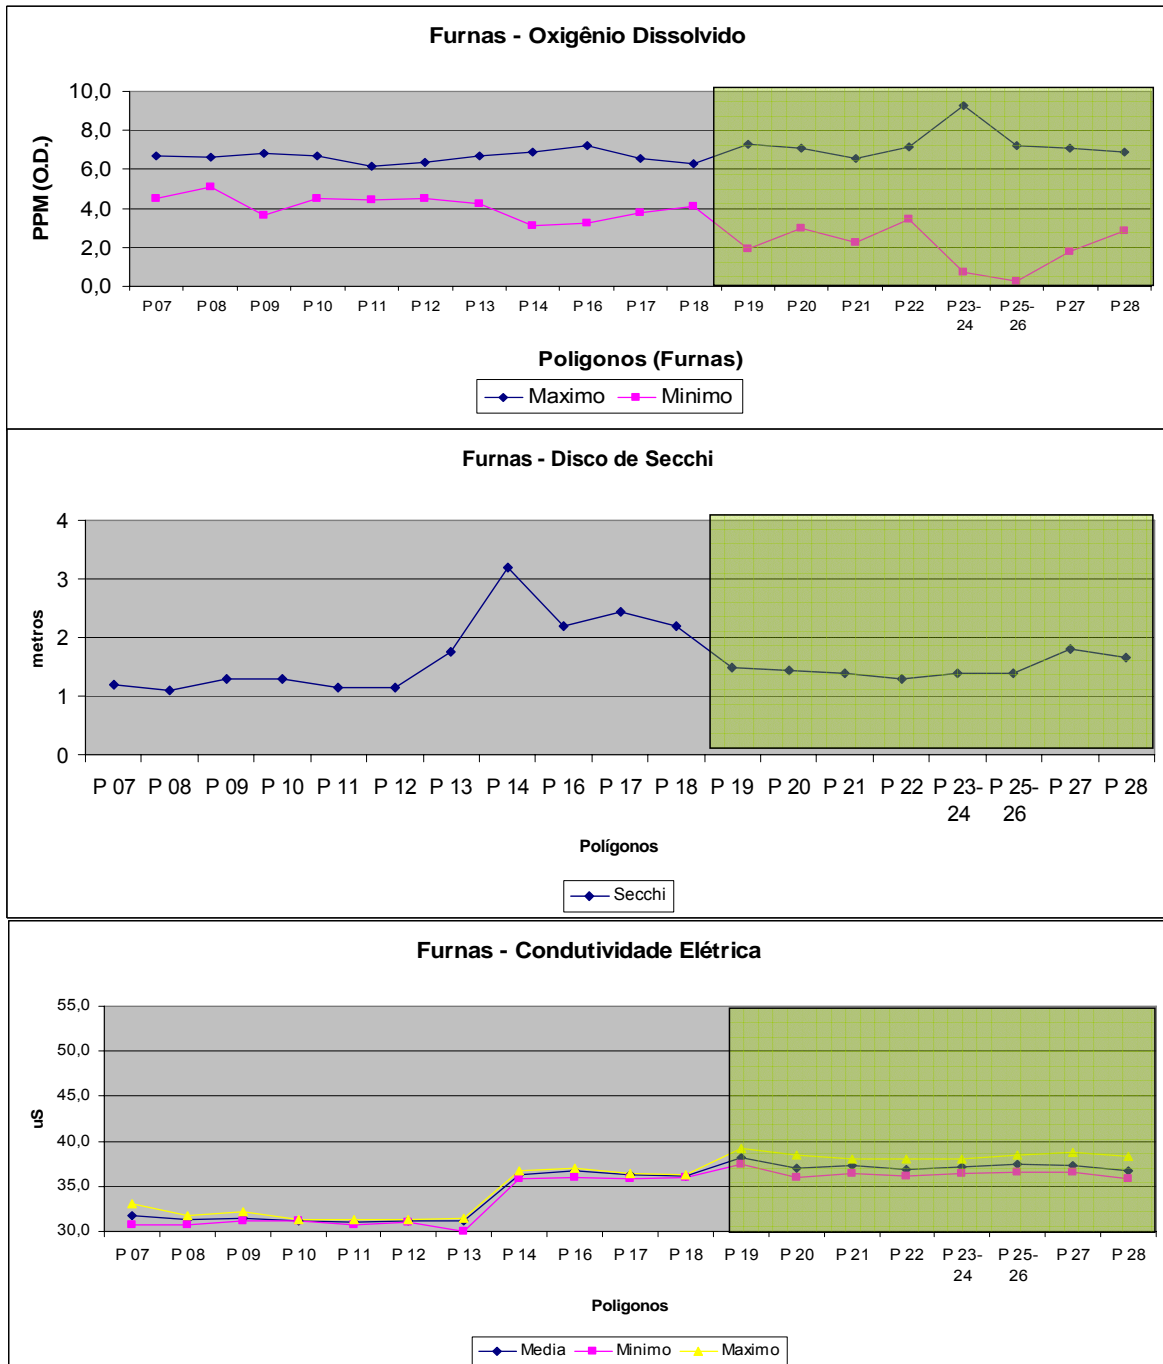 Furnas - Oxigênio Dissolvido
PPM (O.D.)
10,0
8,0
6,0
4,0
2,0
0,0
P 07 P 08 P 09 P 10 P 11 P 12 P 13 P 14 P 16 P 17 P 18 P 19 P 20 P 21 P 22 P 23-24 P 25-26 P 27 P 28
Poligonos (Furnas)
Maximo Minimo
Furnas - Disco de Secchi
metros
4
3
2
1
0
P 07 P 08 P 09 P 10 P 11 P 12 P 13 P 14 P 16 P 17 P 18 P 19 P 20 P 21 P 22 P 23-24 P 25-26 P 27 P 28
Polígonos
Secchi
Furnas - Condutividade Elétrica
uS
55,0
50,0
45,0
40,0
35,0
30,0
P 07 P 08 P 09 P 10 P 11 P 12 P 13 P 14 P 16 P 17 P 18 P 19 P 20 P 21 P 22 P 23-24 P 25-26 P 27 P 28
Poligonos
Media Minimo Maximo